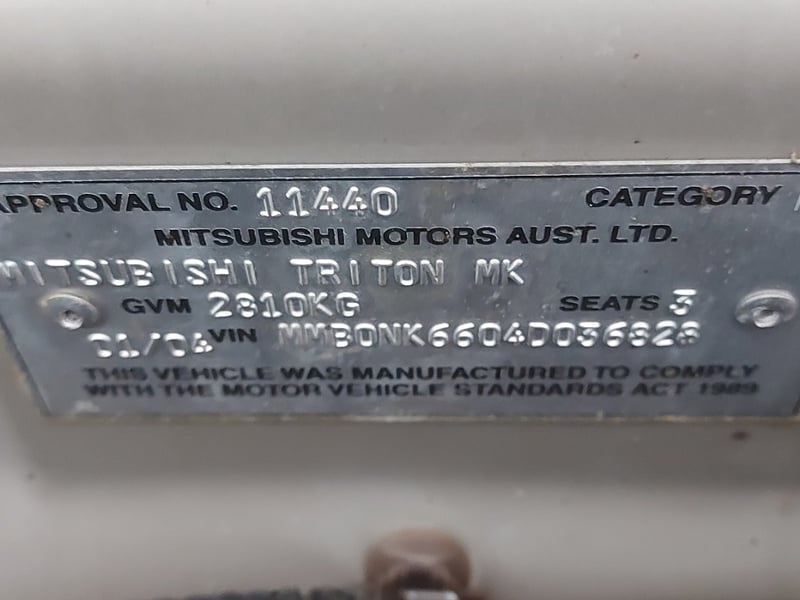 APPROVAL NO. 11440 CATEGORY
MITSUBISHI MOTORS AUST. LTD.
MITSUBISHI TRITON MK
GVM 2810KG SEATS 3
01/04 VIN MMB0NK6604D036828
THIS VEHICLE WAS MANUFACTURED TO COMPLY
WITH THE MOTOR VEHICLE STANDARDS ACT 1989